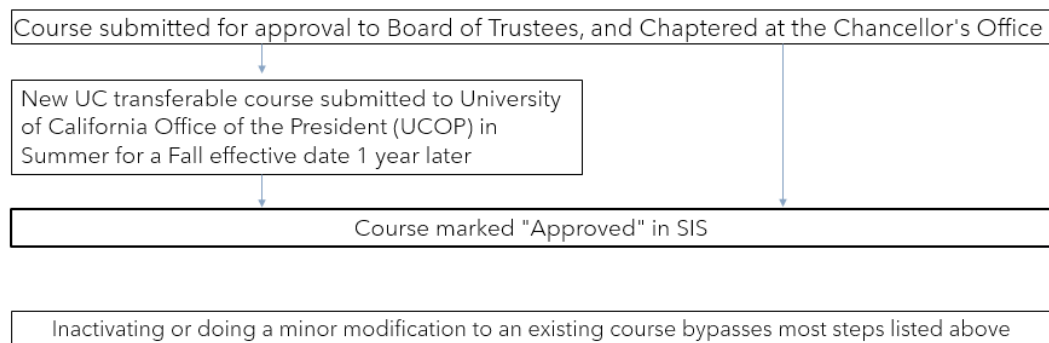 Course submitted for approval to Board of Trustees, and Chaptered at the Chancellor's Office
New UC transferable course submitted to University
of California Office of the President (UCOP) in
Summer for a Fall effective date 1 year later
Course marked "Approved" in SIS
Inactivating or doing a minor modification to an existing course bypasses most steps listed above